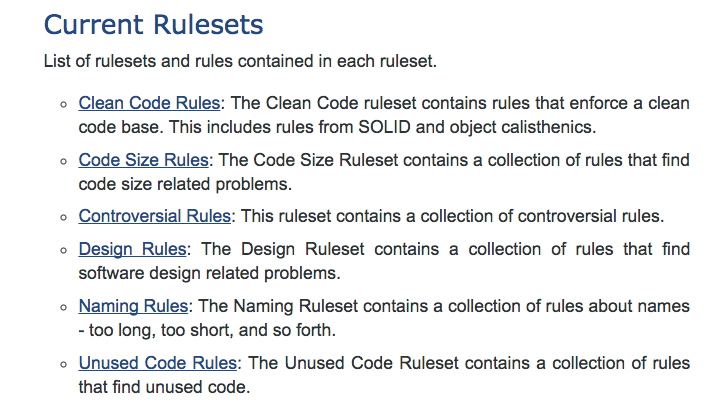 Current Rulesets
List of rulesets and rules contained in each ruleset.
Clean Code Rules: The Clean Code ruleset contains rules that enforce a clean
code base. This includes rules from SOLID and object calisthenics.
Code Size Rules: The Code Size Ruleset contains a collection of rules that find
code size related problems.
Controversial Rules: This ruleset contains a collection of controversial rules.
Design Rules: The Design Ruleset contains a collection of rules that find
software design related problems.
Naming Rules: The Naming Ruleset contains a collection of rules about names
- too long, too short, and so forth.
Unused Code Rules: The Unused Code Ruleset contains a collection of rules
that find unused code.